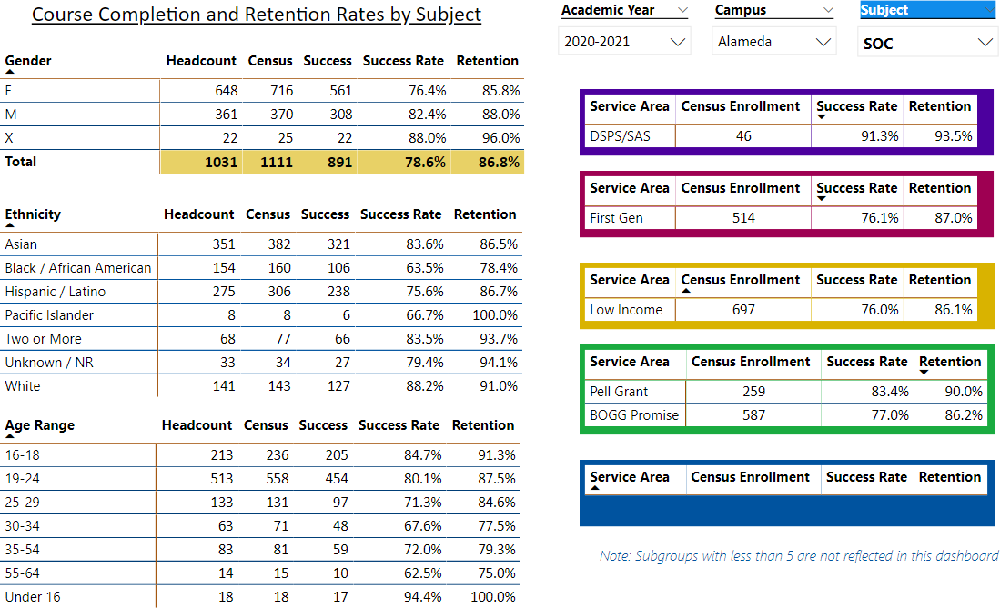 Course Completion and Retention Rates by Subject
Academic Year Campus Subject
2020-2021 Alameda SOC
Gender Headcount Census Success Success Rate Retention
F 648 716 561 76.4% 85.8%
M 361 370 308 82.4% 88.0%
X 22 25 22 88.0% 96.0%
Total 1031 1111 891 78.6% 86.8%
Ethnicity Headcount Census Success Success Rate Retention
Asian 351 382 321 83.6% 86.5%
Black / African American 154 160 106 63.5% 78.4%
Hispanic / Latino 275 306 238 75.6% 86.7%
Pacific Islander 8 8 6 66.7% 100.0%
Two or More 68 77 66 83.5% 93.7%
Unknown / NR 33 34 27 79.4% 94.1%
White 141 143 127 88.2% 91.0%
Age Range Headcount Census Success Success Rate Retention
16-18 213 236 205 84.7% 91.3%
19-24 513 558 454 80.1% 87.5%
25-29 133 131 97 71.3% 84.6%
30-34 63 71 48 67.6% 77.5%
35-54 83 81 59 72.0% 79.3%
55-64 14 15 10 62.5% 75.0%
Under 16 18 18 17 94.4% 100.0%
Service Area Census Enrollment Success Rate Retention
DSPS/SAS 46 91.3% 93.5%
Service Area Census Enrollment Success Rate Retention
First Gen 514 76.1% 87.0%
Service Area Census Enrollment Success Rate Retention
Low Income 697 76.0% 86.1%
Service Area Census Enrollment Success Rate Retention
Pell Grant 259 83.4% 90.0%
BOGG Promise 587 77.0% 86.2%
Service Area Census Enrollment Success Rate Retention
Note: Subgroups with less than 5 are not reflected in this dashboard